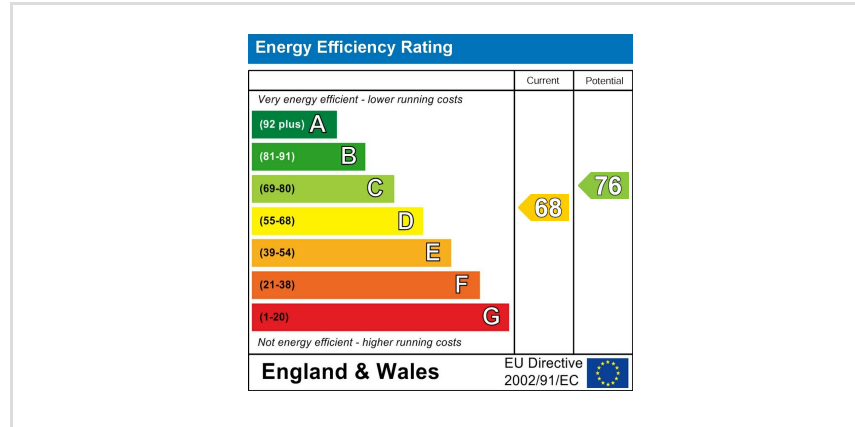 Energy Efficiency Rating
Current Potential
Very energy efficient - lower running costs
(92 plus) A
(81-91) B
(69-80) C
76
(55-68) D
68
(39-54) E
(21-38) F
(1-20) G
Not energy efficient - higher running costs
England & Wales
EU Directive
2002/91/EC